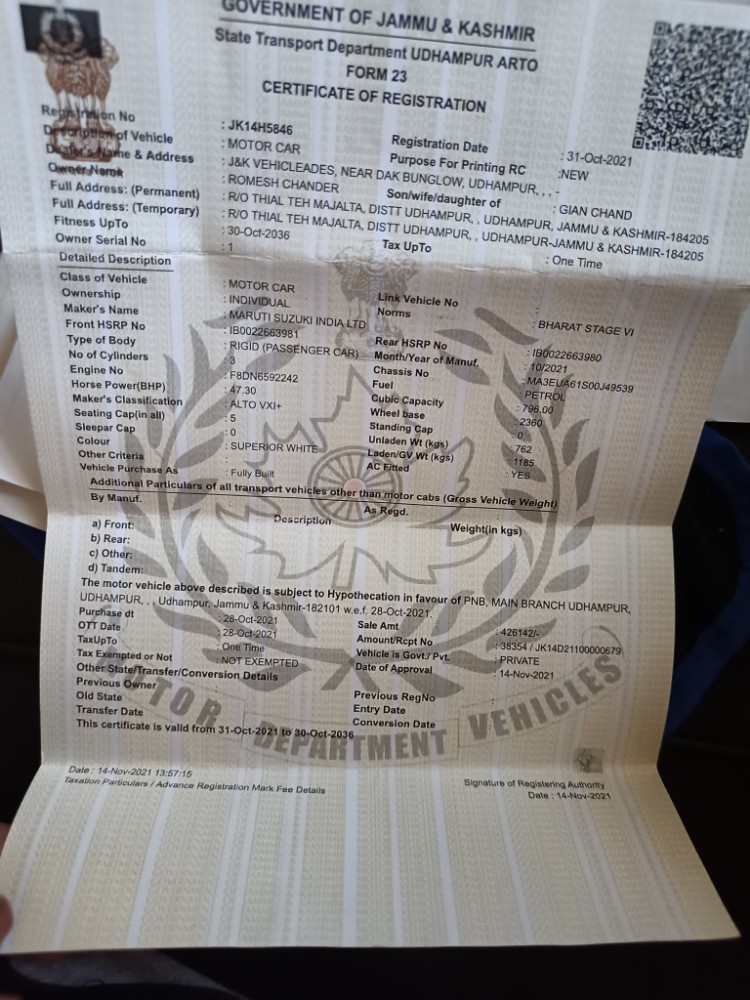 GOVERNMENT OF JAMMU & KASHMIR
State Transport Department UDHAMPUR ARTO
FORM 23
CERTIFICATE OF REGISTRATION
Registration No : JK14H5846 Registration Date : 31-Oct-2021
Description of Vehicle : MOTOR CAR Purpose For Printing RC :NEW
Dealer's Name & Address : J&K VEHICLEADES, NEAR DAK BUNGLOW, UDHAMPUR, , , -
Owner Name : ROMESH CHANDER Son/wife/daughter of : GIAN CHAND
Full Address: (Permanent) : R/O THIAL TEH MAJALTA, DISTT UDHAMPUR, , UDHAMPUR, JAMMU & KASHMIR-184205
Full Address: (Temporary) : R/O THIAL TEH MAJALTA, DISTT UDHAMPUR, , UDHAMPUR-JAMMU & KASHMIR-184205
Fitness UpTo : 30-Oct-2036 Tax UpTo : One Time
Owner Serial No : 1
Detailed Description
Class of Vehicle : MOTOR CAR Link Vehicle No :
Ownership : INDIVIDUAL Norms : BHARAT STAGE VI
Maker's Name : MARUTI SUZUKI INDIA LTD
Front HSRP No : IB0022663981 Rear HSRP No : IB0022663980
Type of Body : RIGID (PASSENGER CAR) Month/Year of Manuf. : 10/2021
No of Cylinders : 3 Chassis No : MA3EUA61S00J49539
Engine No : F8DN6592242 Fuel : PETROL
Horse Power(BHP) : 47.30 Cubic Capacity : 796.00
Maker's Classification : ALTO VXI+ Wheel base : 2360
Seating Cap(in all) : 5 Standing Cap : 0
Sleepar Cap : 0 Unladen Wt (kgs) : 762
Colour : SUPERIOR WHITE Laden/GV Wt (kgs) : 1185
Other Criteria : AC Fitted : YES
Vehicle Purchase As : Fully Built
Additional Particulars of all transport vehicles other than motor cabs (Gross Vehicle Weight)
By Manuf. : As Regd. :
Description Weight(in kgs)
a) Front:
b) Rear:
c) Other:
d) Tandem:
The motor vehicle above described is subject to Hypothecation in favour of PNB, MAIN BRANCH UDHAMPUR,
UDHAMPUR, , , Udhampur, Jammu & Kashmir-182101 w.e.f. 28-Oct-2021.
Purchase dt : 28-Oct-2021 Sale Amt : 426142/-
OTT Date : 28-Oct-2021 Amount/Rcpt No : 38354 / JK14D21100000679
TaxUpTo : One Time Vehicle is Govt./ Pvt. : PRIVATE
Tax Exempted or Not : NOT EXEMPTED Date of Approval : 14-Nov-2021
Other State/Transfer/Conversion Details
Previous Owner Previous RegNo :
Old State Entry Date
Transfer Date Conversion Date
This certificate is valid from 31-Oct-2021 to 30-Oct-2036
MOTOR DEPARTMENT VEHICLES
Date : 14-Nov-2021 13:57:15
Taxation Particulars / Advance Registration Mark Fee Details
Signature of Registering Authority
Date : 14-Nov-2021